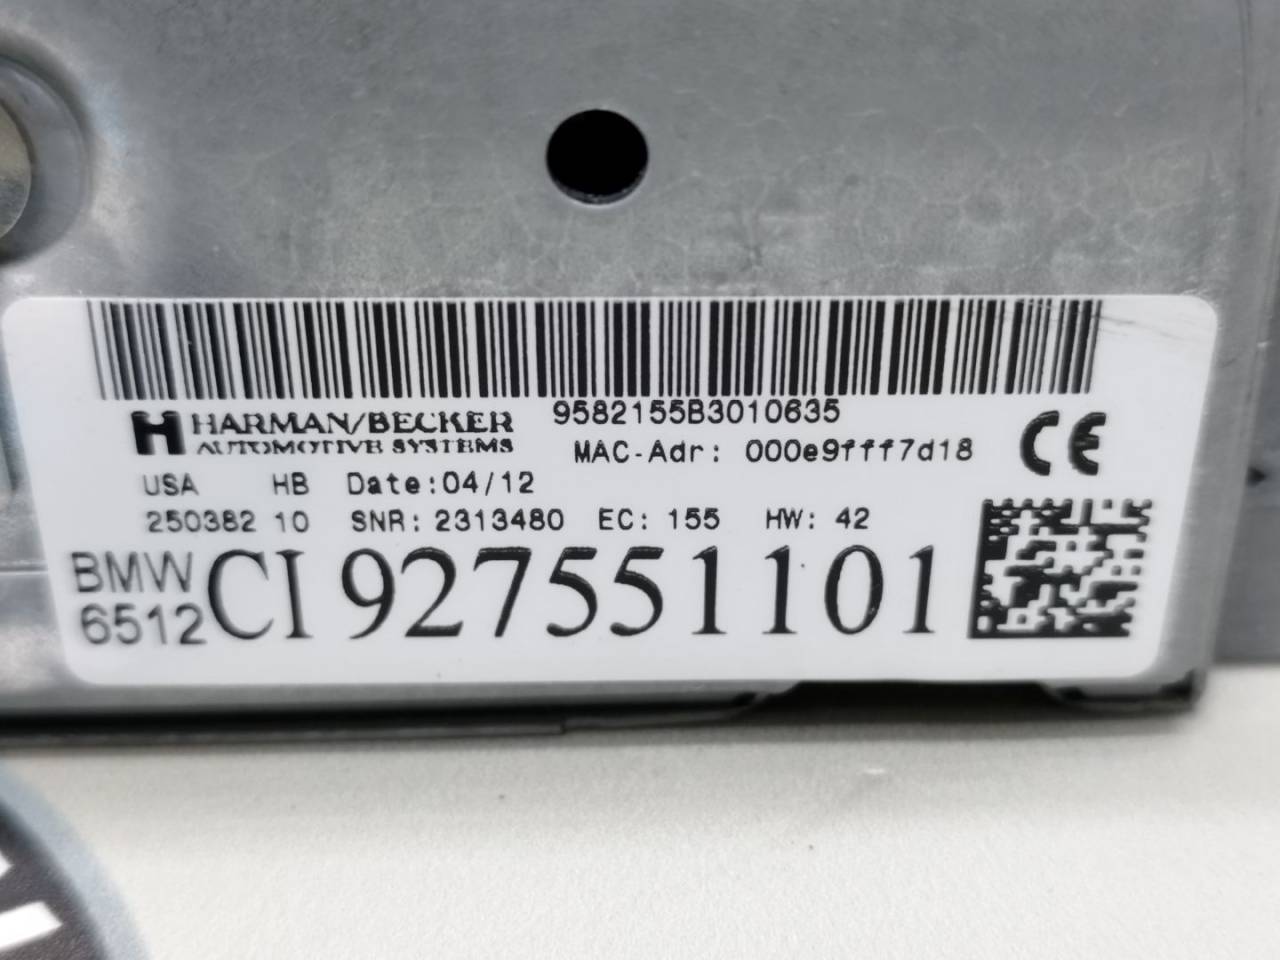 9582155B3010635
HARMAN/BECKER
AUTOMOTIVE SYSTEMS
MAC-Adr: 000e9fff7d18
CE
USA HB Date:04/12
250382 10 SNR: 2313480 EC: 155 HW: 42
BMW
6512
CI 927551101